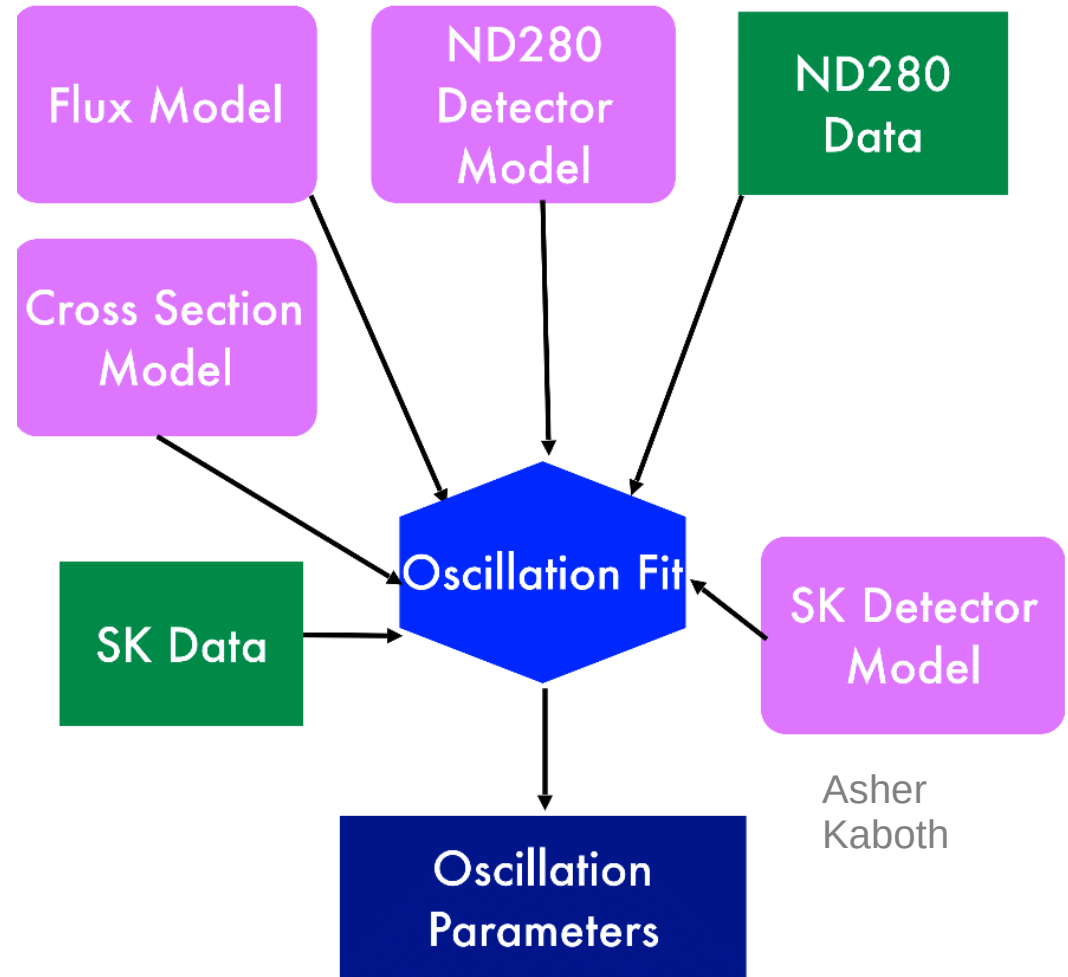 Flux Model
ND280
Detector
Model
ND280
Data
Cross Section
Model
Oscillation Fit
SK Data
SK Detector
Model
Asher
Kaboth
Oscillation
Parameters